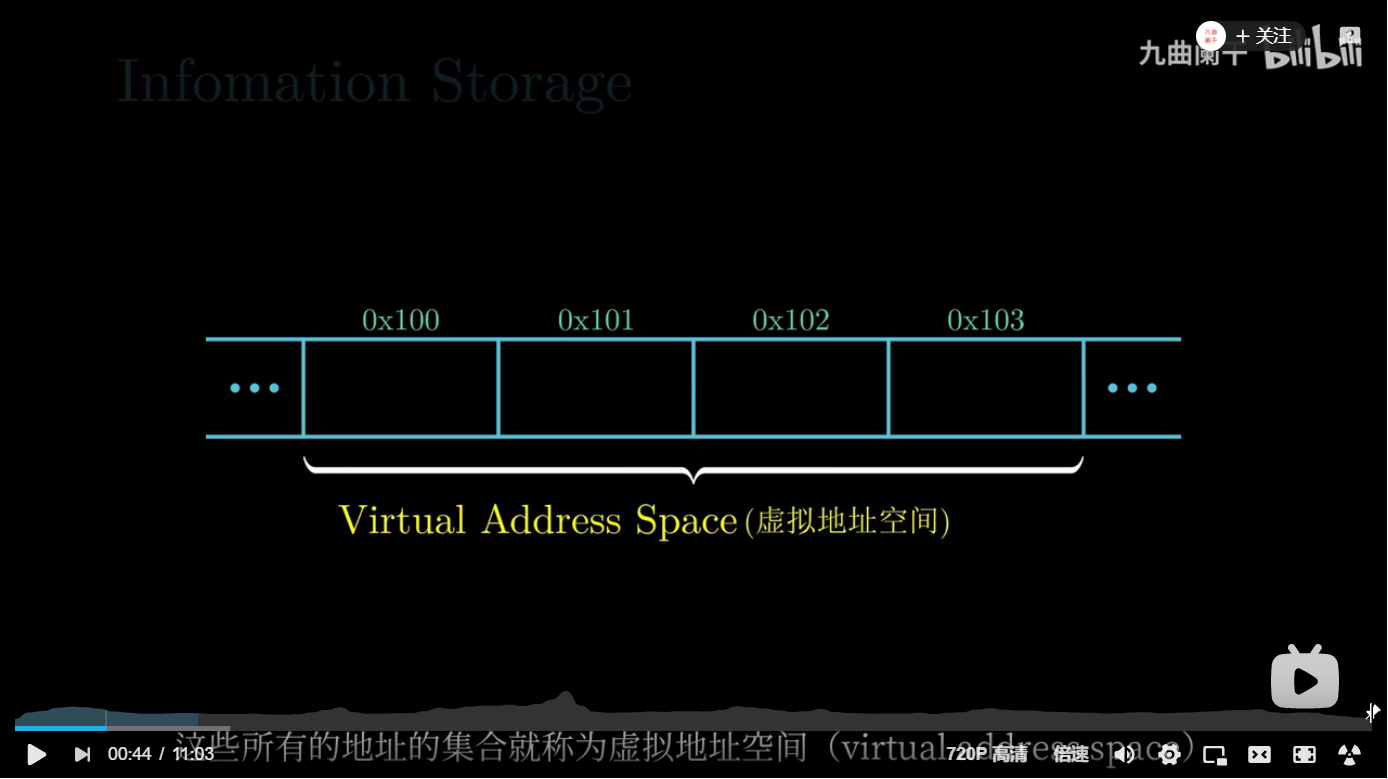 + 关注
九曲阑干 bilibili
Infomation Storage
0x100 0x101 0x102 0x103
Virtual Address Space (虚拟地址空间)
这些所有的地址的集合就称为虚拟地址空间（virtual address space）
00:44 / 11:03 720P 高清 倍速